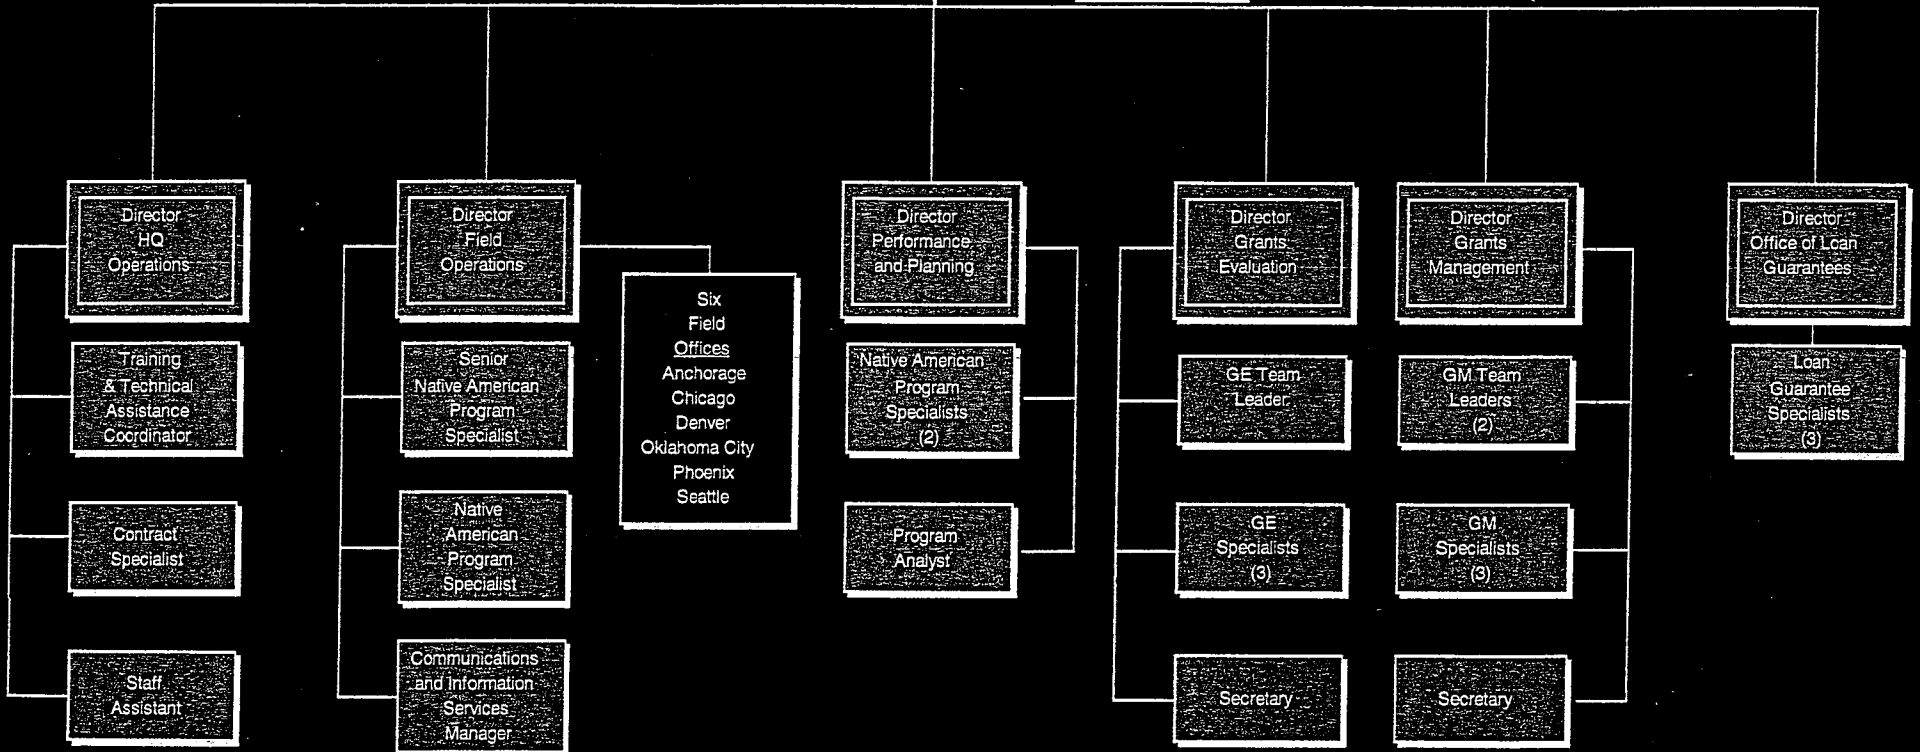 Director
HQ
Operations
Training
& Technical
Assistance
Coordinator
Contract
Specialist
Staff
Assistant
Director
Field
Operations
Senior
Native American
Program
Specialist
Native
American
Program
Specialist
Communications
and Information
Services
Manager
Six
Field
Offices
Anchorage
Chicago
Denver
Oklahoma City
Phoenix
Seattle
Director
Performance
and Planning
Native American
Program
Specialists
(2)
Program
Analyst
Director
Grants
Evaluation
GE Team
Leader
GE
Specialists
(3)
Secretary
Director
Grants
Management
GM Team
Leaders
(2)
GM
Specialists
(3)
Secretary
Director
Office of Loan
Guarantees
Loan
Guarantee
Specialists
(3)